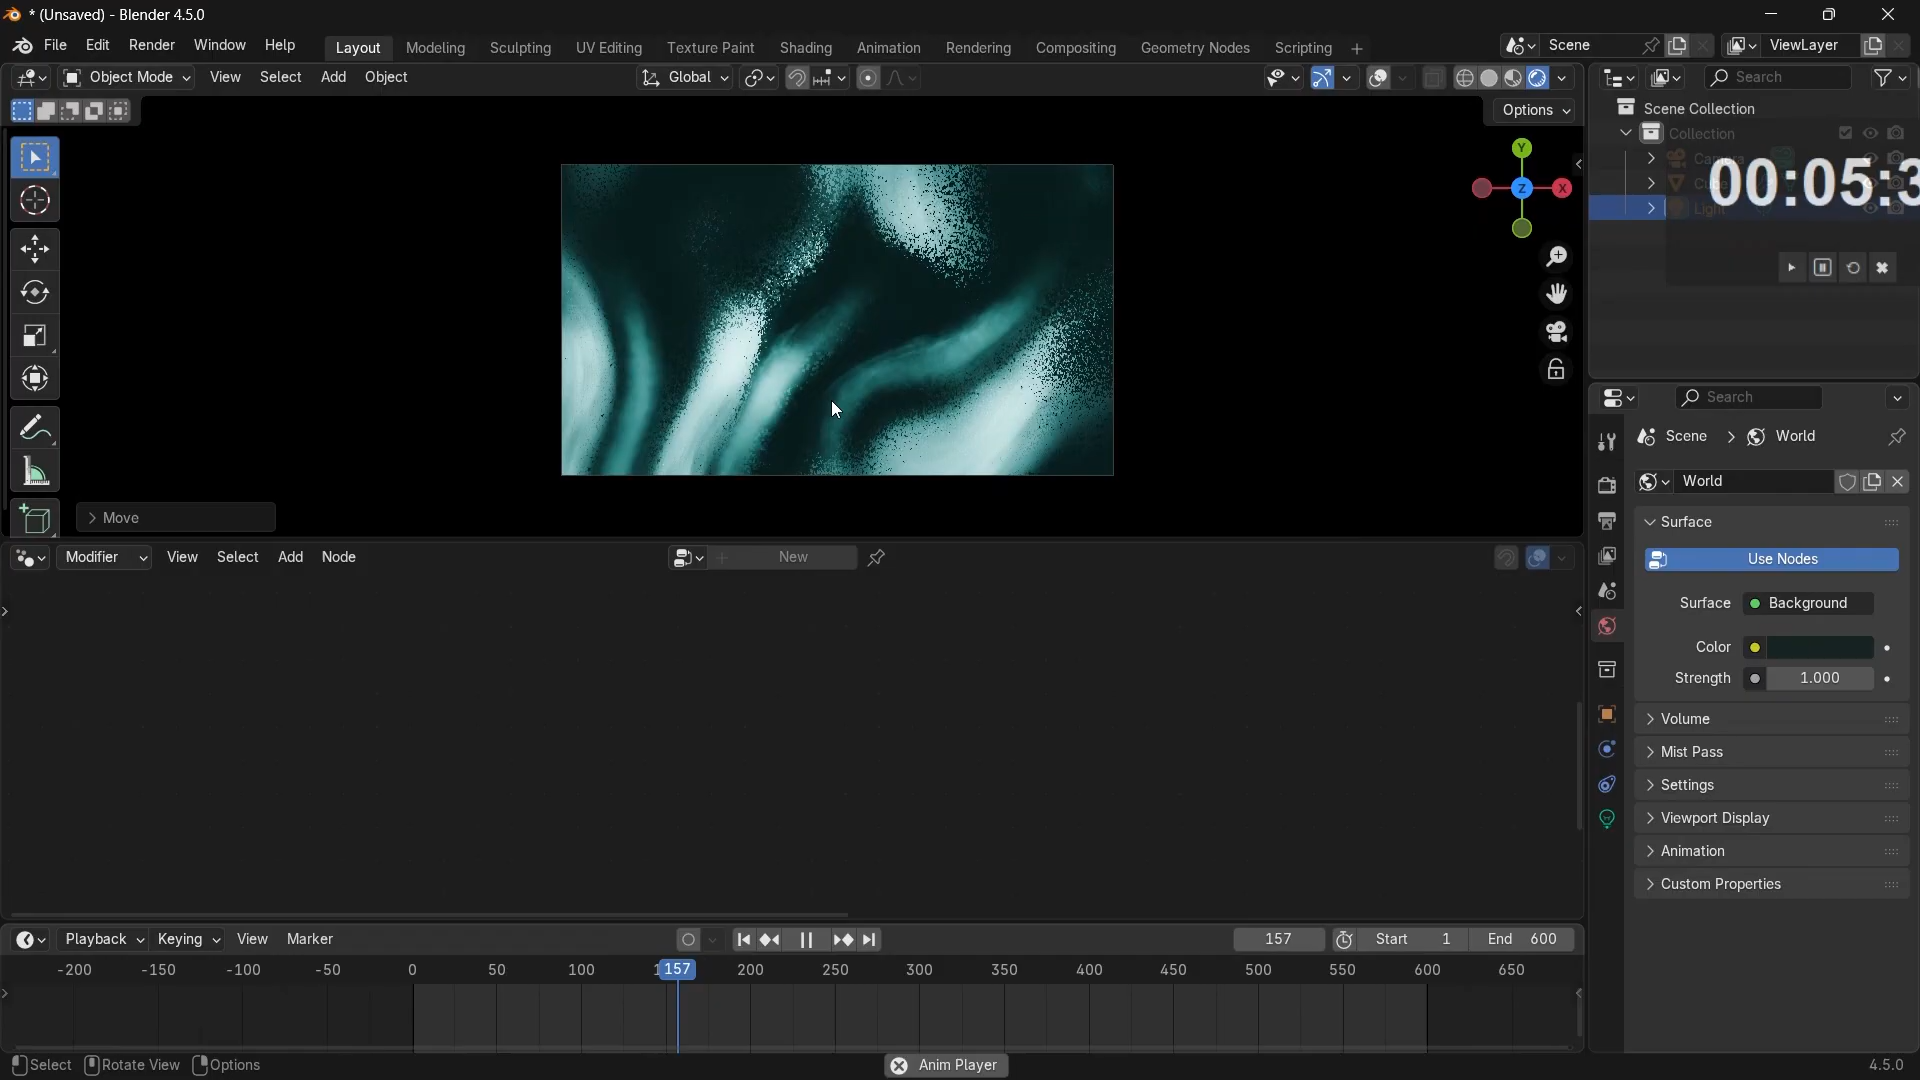 * (Unsaved) - Blender 4.5.0
File Edit Render Window Help Layout Modeling Sculpting UV Editing Texture Paint Shading Animation Rendering Compositing Geometry Nodes Scripting + Scene ViewLayer
Object Mode View Select Add Object Global Search
Options
Scene Collection
Collection
Camera
Cube
Light
00:05:3
Y
Z X
Move
Search
Scene > World
World
Surface
Use Nodes
Surface Background
Color
Strength 1.000
Volume
Mist Pass
Settings
Viewport Display
Animation
Custom Properties
Modifier View Select Add Node New
Playback Keying View Marker 157 Start 1 End 600
-200 -150 -100 -50 0 50 100 157 200 250 300 350 400 450 500 550 600 650
Select Rotate View Options Anim Player 4.5.0